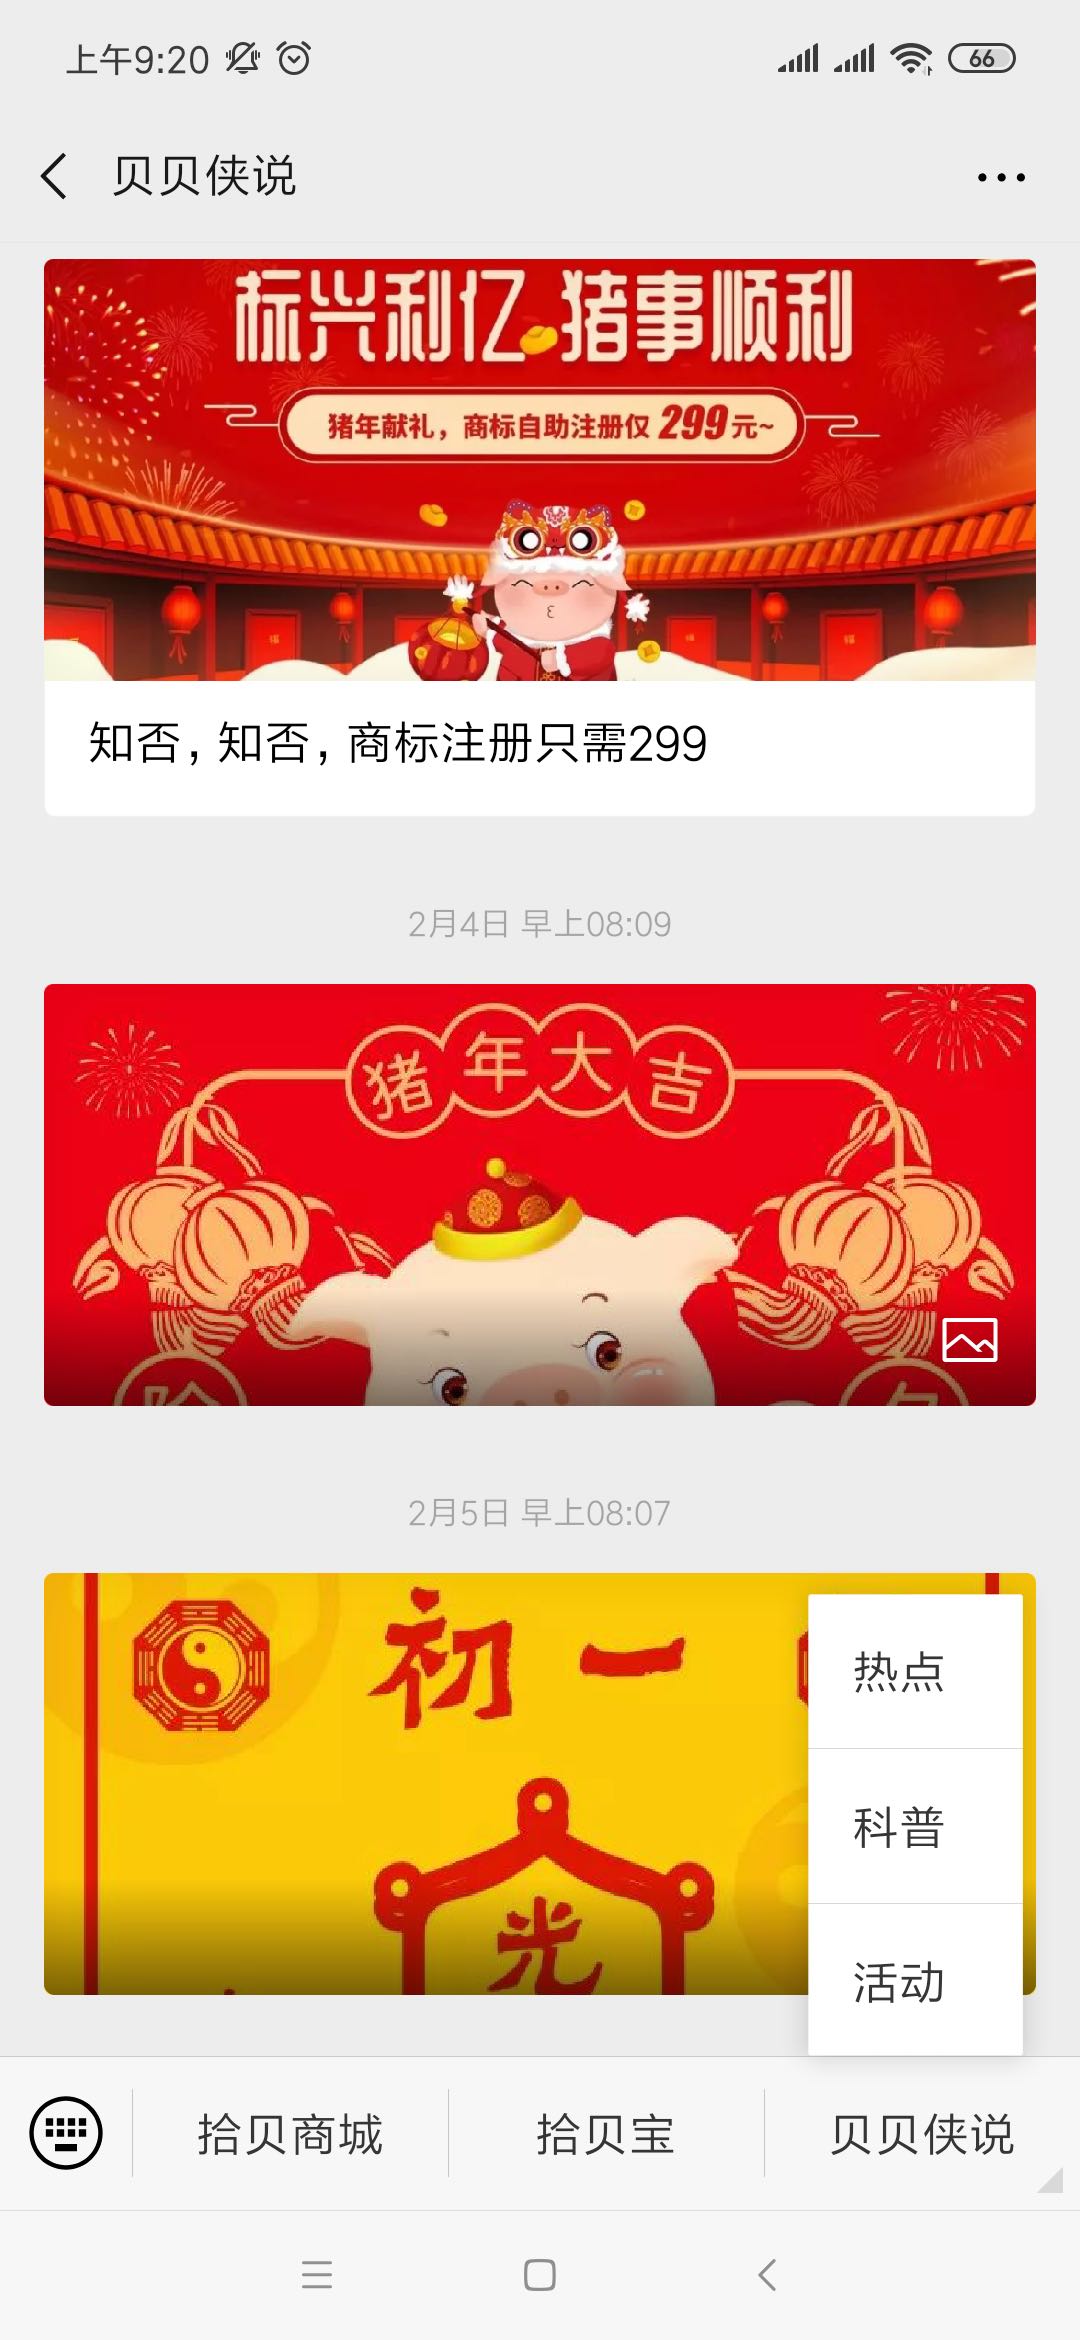 上午9:20
66
贝贝侠说
标兴利亿 猪事顺利
猪年献礼，商标自助注册仅299元~
福
福
知否，知否，商标注册只需299
2月4日 早上08:09
猪年大吉
2月5日 早上08:07
初一
光
热点
科普
活动
拾贝商城
拾贝宝
贝贝侠说